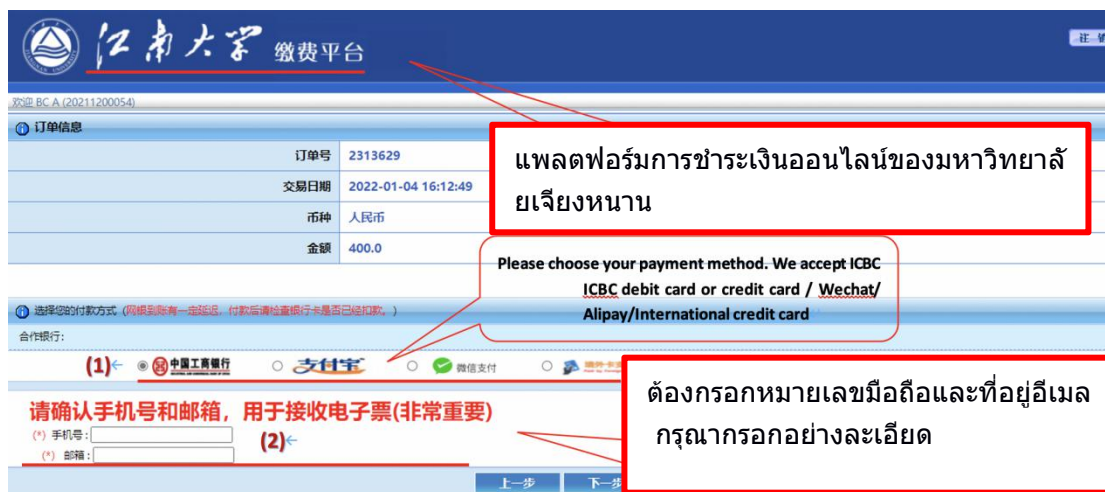 江南大学 缴费平台
注 销
欢迎 BC A (20211200054)
订单信息
订单号 2313629
交易日期 2022-01-04 16:12:49
币种 人民币
金额 400.0
แพลตฟอร์มการชำระเงินออนไลน์ของมหาวิทยาลั
ยเจียงหนาน
Please choose your payment method. We accept ICBC
ICBC debit card or credit card / Wechat/
Alipay/International credit card
选择您的付款方式 (网银到账有一定延迟, 付款后请检查银行卡是否已经扣款。)
合作银行:
(1)← 中国工商银行 支付宝 微信支付
请确认手机号和邮箱，用于接收电子票(非常重要)
(*) 手机号:
(2)←
(*) 邮箱:
ต้องกรอกหมายเลขมือถือและที่อยู่อีเมล
กรุณากรอกอย่างละเอียด
上一步 下一步